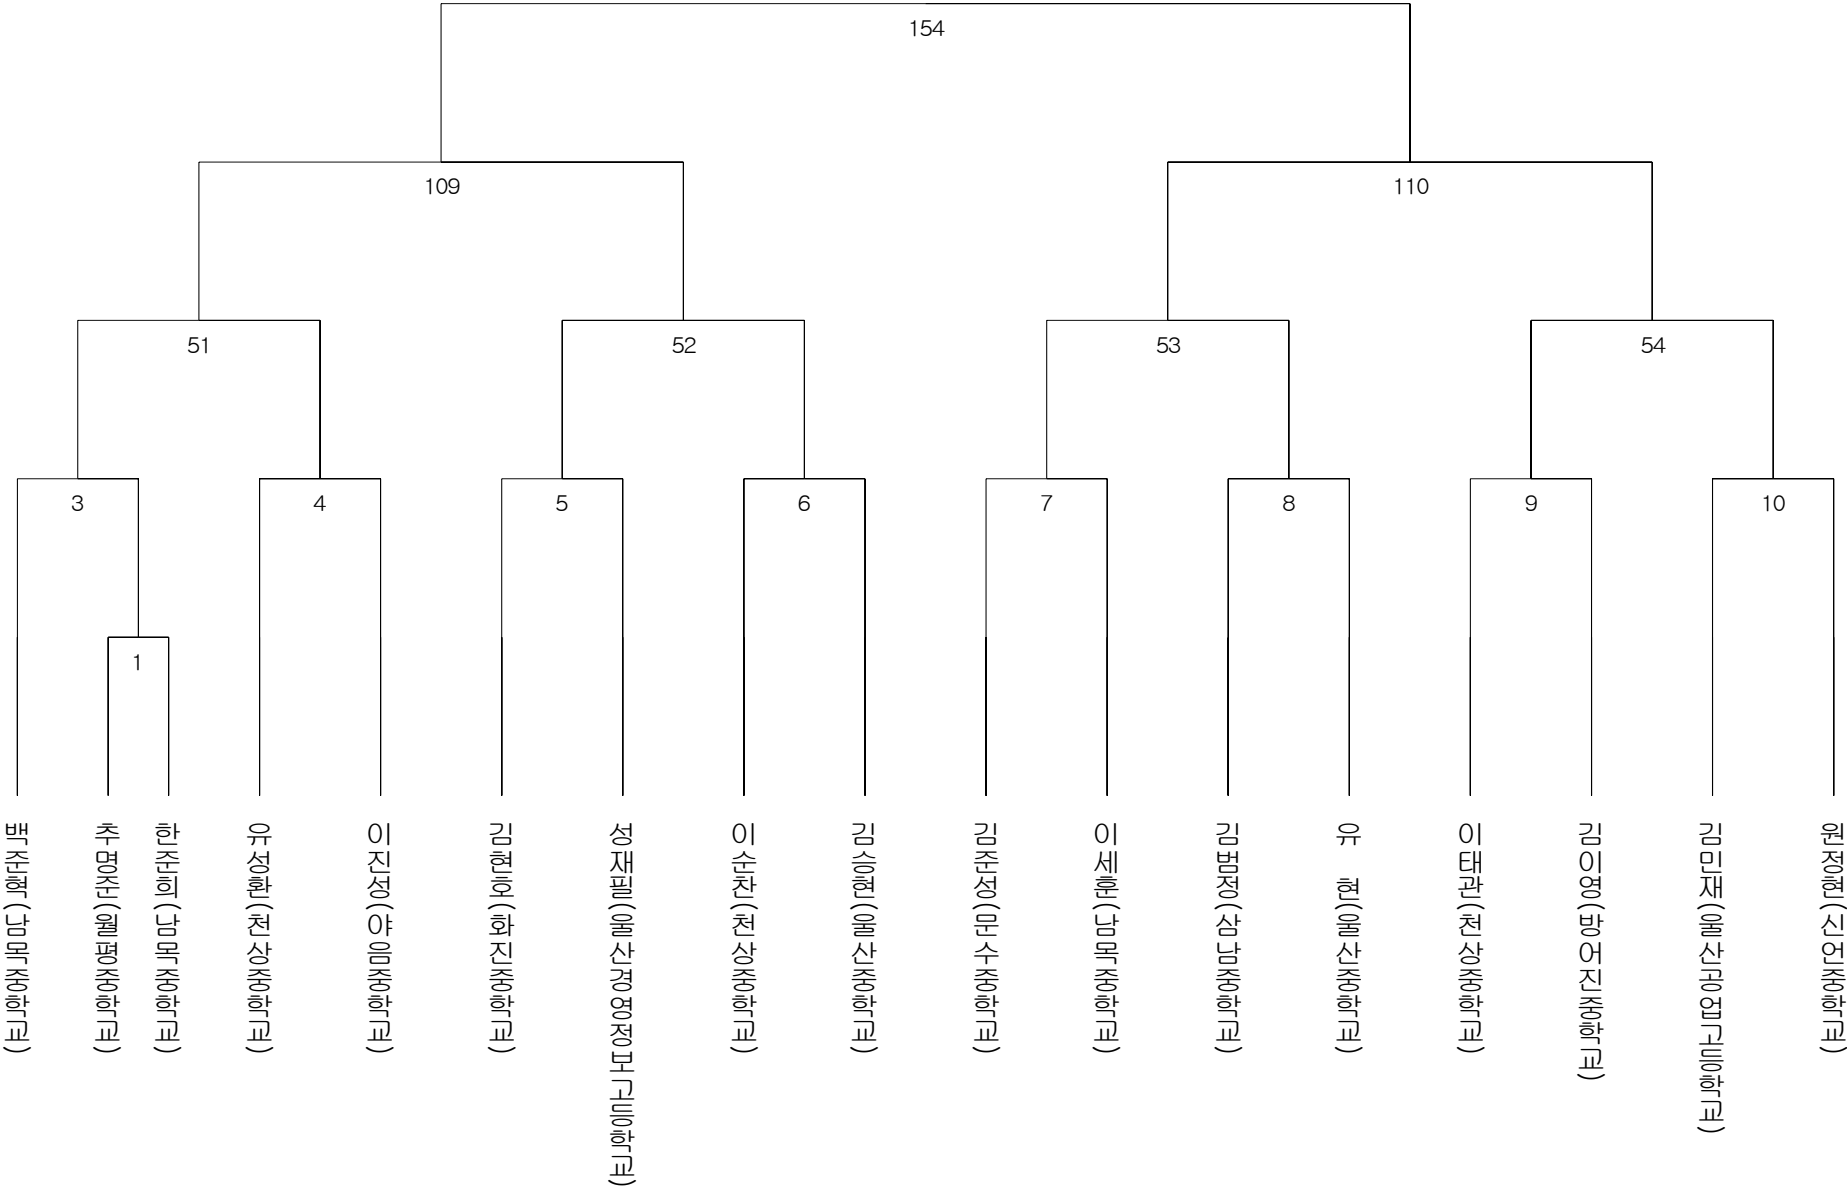 154
109
110
51
52
53
54
3
4
5
6
7
8
9
10
1
백준혁(남목중학교)
추명준(월평중학교)
한준희(남목중학교)
유성환(천상중학교)
이진성(야음중학교)
김현호(화진중학교)
성재필(울산경영정보고등학교)
이순찬(천상중학교)
김승현(울산중학교)
김준성(문수중학교)
이세훈(남목중학교)
김범정(삼남중학교)
유 현(울산중학교)
이태관(천상중학교)
김이영(방어진중학교)
김민재(울산공업고등학교)
원정현(신언중학교)